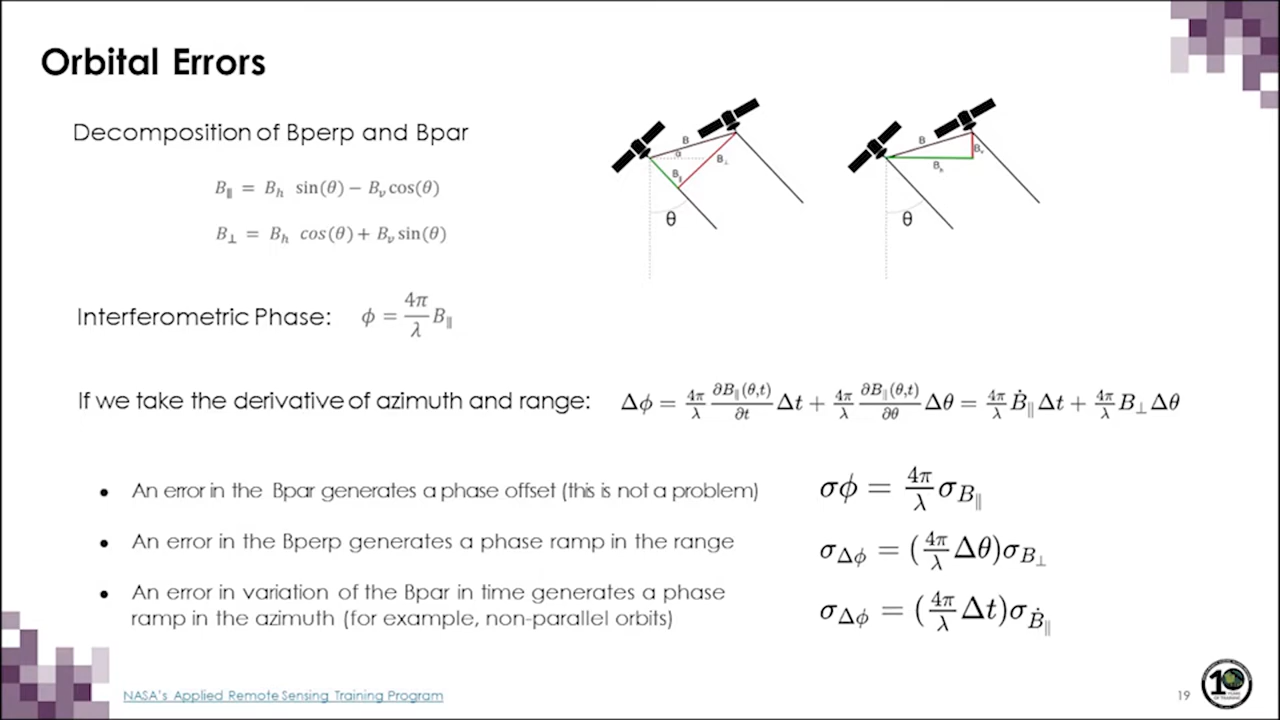 Orbital Errors
Decomposition of Bperp and Bpar
B∥ = Bₕ sin(θ) − Bᵥ cos(θ)
B⊥ = Bₕ cos(θ) + Bᵥ sin(θ)
B
α
B⊥
B∥
θ
B
Bᵥ
Bₕ
θ
Interferometric Phase: ϕ = 4π/λ B∥
If we take the derivative of azimuth and range: Δϕ = 4π/λ ∂B∥(θ,t)/∂t Δt + 4π/λ ∂B∥(θ,t)/∂θ Δθ = 4π/λ Ḃ∥Δt + 4π/λ B⊥Δθ
• An error in the Bpar generates a phase offset (this is not a problem) σϕ = 4π/λ σB∥
• An error in the Bperp generates a phase ramp in the range σΔϕ = (4π/λ Δθ)σB⊥
• An error in variation of the Bpar in time generates a phase
ramp in the azimuth (for example, non-parallel orbits) σΔϕ = (4π/λ Δt)σḂ∥
NASA's Applied Remote Sensing Training Program
19
10